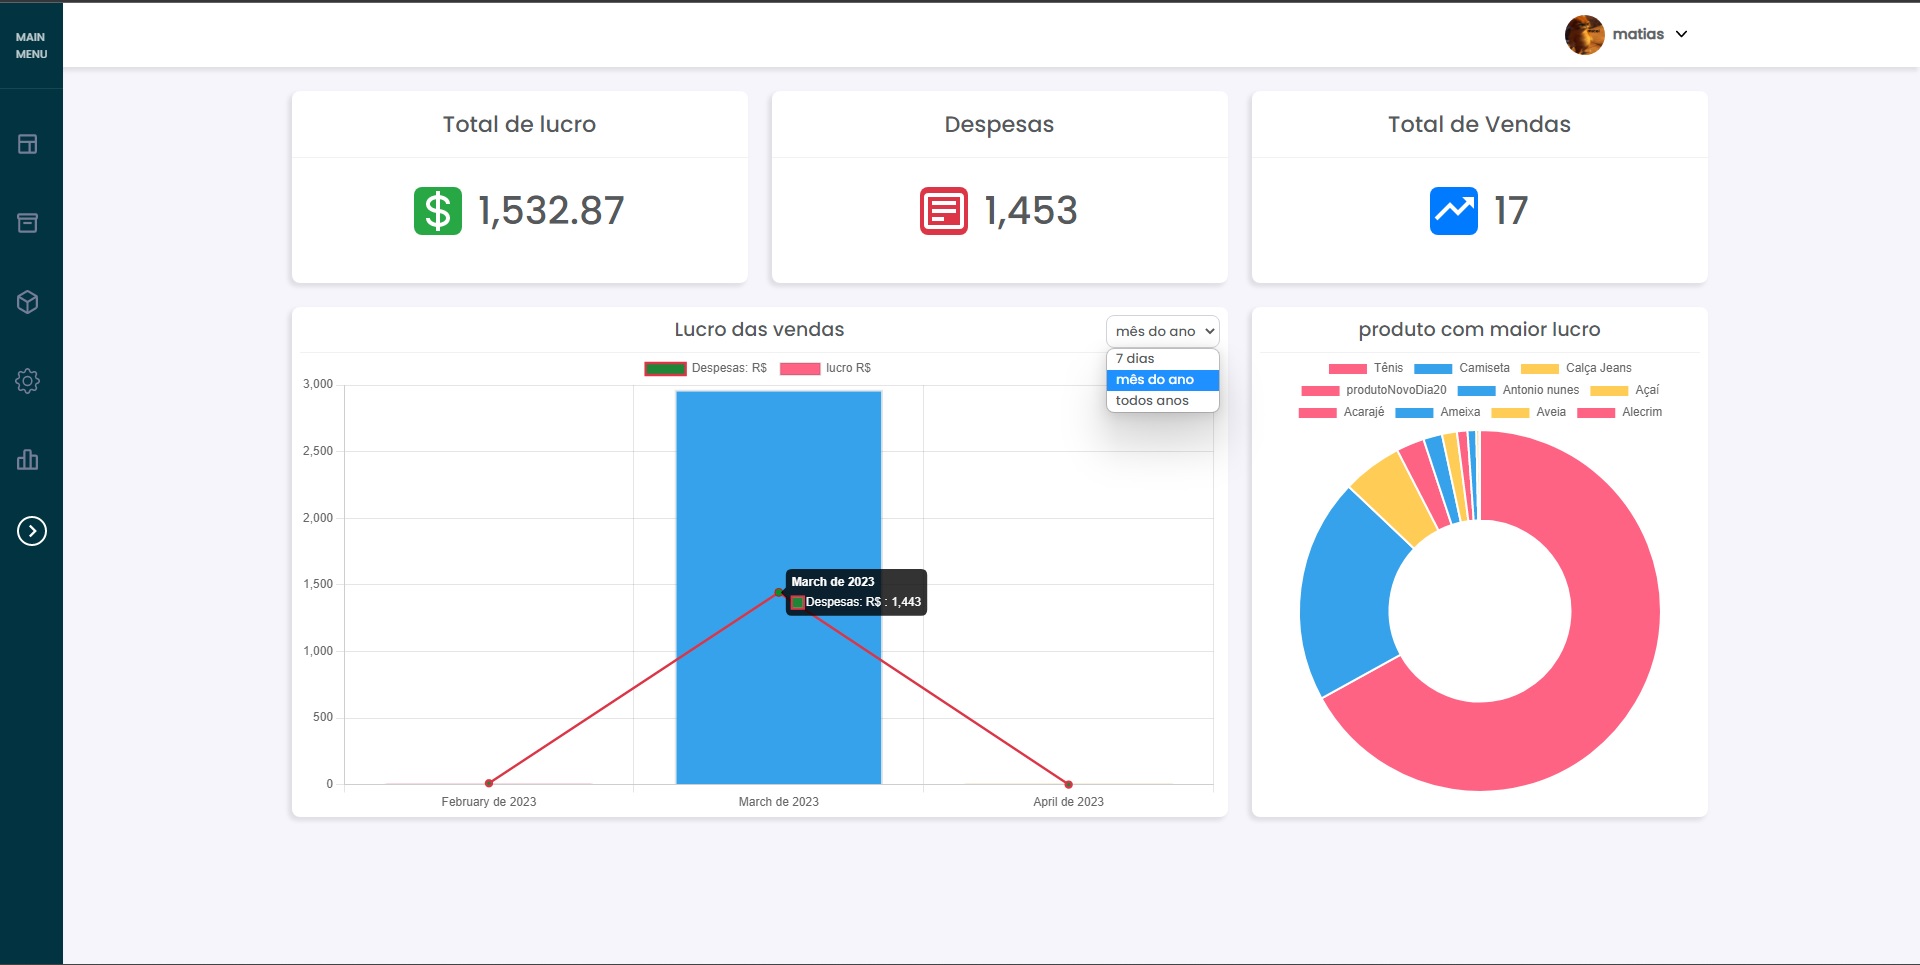 MAIN
MENU
matias
Total de lucro
1,532.87
Despesas
1,453
Total de Vendas
17
Lucro das vendas
mês do ano
7 dias
mês do ano
todos anos
Despesas: R$ lucro R$
3,000
2,500
2,000
1,500
1,000
500
0
March de 2023
Despesas: R$ : 1,443
February de 2023 March de 2023 April de 2023
produto com maior lucro
Tênis Camiseta Calça Jeans
produtoNovoDia20 Antonio nunes Açaí
Acarajé Ameixa Aveia Alecrim